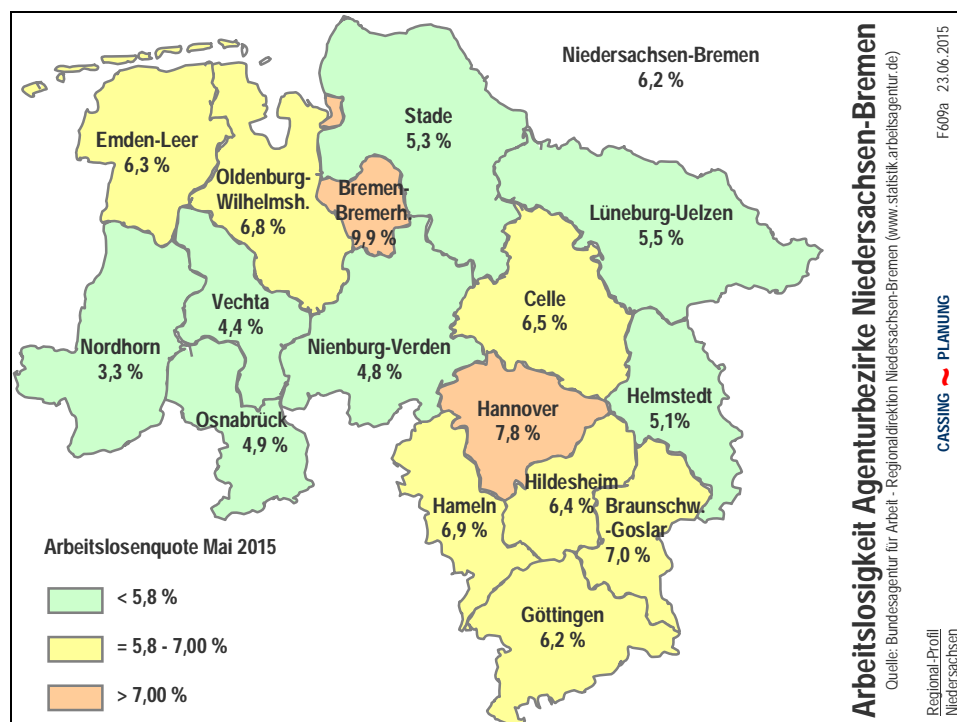 Niedersachsen-Bremen
6,2 %
Stade
5,3 %
Emden-Leer
6,3 %
Oldenburg-
Wilhelmsh.
6,8 %
Bremen-
Bremerh.
9,9 %
Lüneburg-Uelzen
5,5 %
Celle
6,5 %
Vechta
4,4 %
Nordhorn
3,3 %
Nienburg-Verden
4,8 %
Osnabrück
4,9 %
Hannover
7,8 %
Helmstedt
5,1%
Hildesheim
6,4 %
Hameln
6,9 %
Braunschw.
-Goslar
7,0 %
Göttingen
6,2 %
Arbeitslosenquote Mai 2015
< 5,8 %
= 5,8 - 7,00 %
> 7,00 %
Arbeitslosigkeit Agenturbezirke Niedersachsen-Bremen
Quelle: Bundesagentur für Arbeit - Regionaldirektion Niedersachsen-Bremen (www.statistik.arbeitsagentur.de)
F609a 23.06.2015
CASSING ~ PLANUNG
Regional-Profil
Niedersachsen